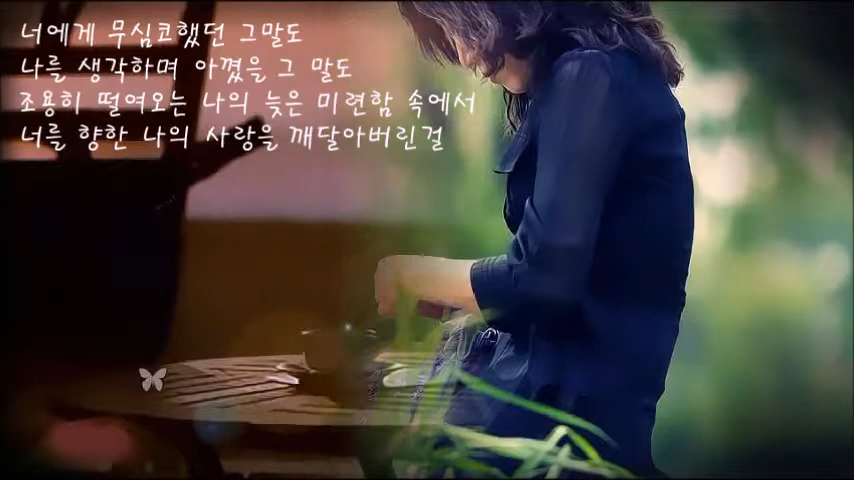 너에게 무심코했던 그말도
나를 생각하며 아꼈을 그 말도
조용히 떨여오는 나의 늦은 미련함 속에서
너를 향한 나의 사랑을 깨달아버린걸